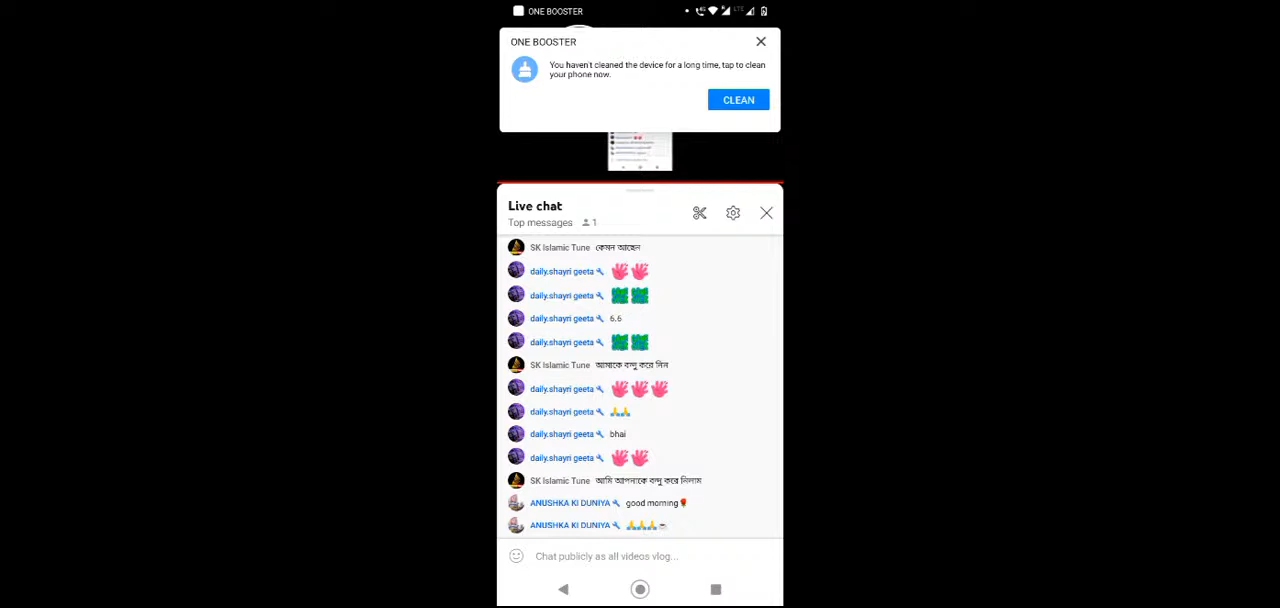 ONE BOOSTER
LTE
ONE BOOSTER
You haven't cleaned the device for a long time, tap to clean
your phone now.
CLEAN
Live chat
Top messages 1
SK Islamic Tune কেমন আছেন
daily.shayri geeta
daily.shayri geeta
daily.shayri geeta 6.6
daily.shayri geeta
SK Islamic Tune আমাকে বন্দু করে নিন
daily.shayri geeta
daily.shayri geeta 🙏🙏
daily.shayri geeta bhai
daily.shayri geeta
SK Islamic Tune আমি আপনাকে বন্দু করে নিলাম
ANUSHKA KI DUNIYA good morning🌹
ANUSHKA KI DUNIYA 🙏🙏🙏☕
Chat publicly as all videos vlog...